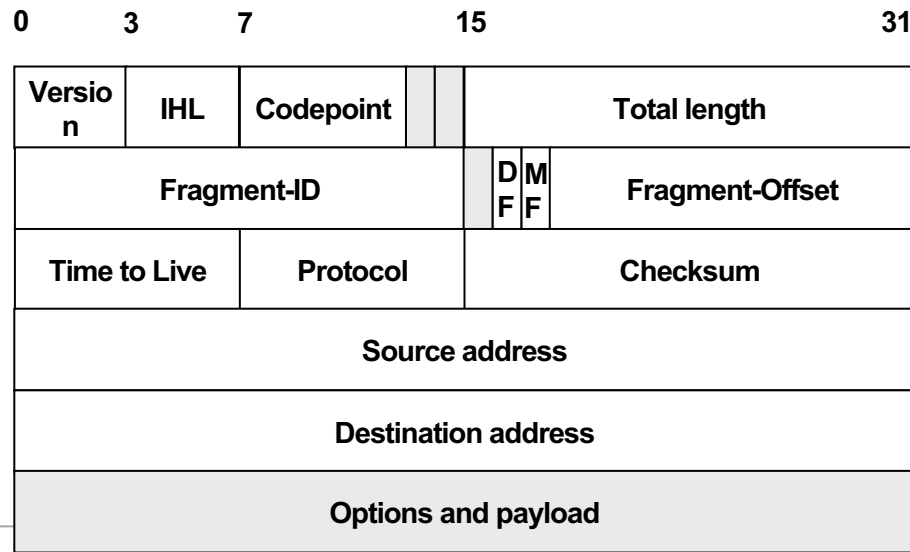 0 3 7 15 31
Versio
n
IHL Codepoint Total length
Fragment-ID
D
F
M
F
Fragment-Offset
Time to Live Protocol Checksum
Source address
Destination address
Options and payload